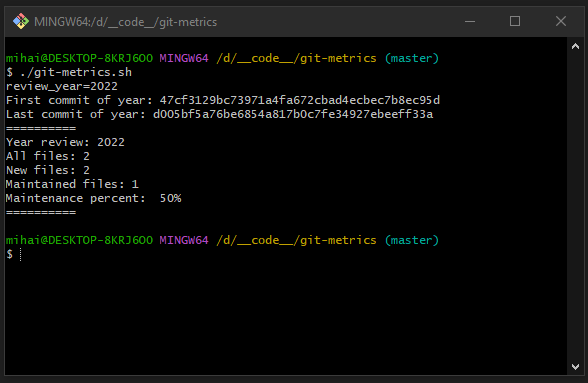 MINGW64:/d/__code__/git-metrics
mihai@DESKTOP-8KRJ6OO MINGW64 /d/__code__/git-metrics (master)
$ ./git-metrics.sh
review_year=2022
First commit of year: 47cf3129bc73971a4fa672cbad4ecbec7b8ec95d
Last commit of year: d005bf5a76be6854a817b0c7fe34927ebeeff33a
==========
Year review: 2022
All files: 2
New files: 2
Maintained files: 1
Maintenance percent:  50%
==========
mihai@DESKTOP-8KRJ6OO MINGW64 /d/__code__/git-metrics (master)
$